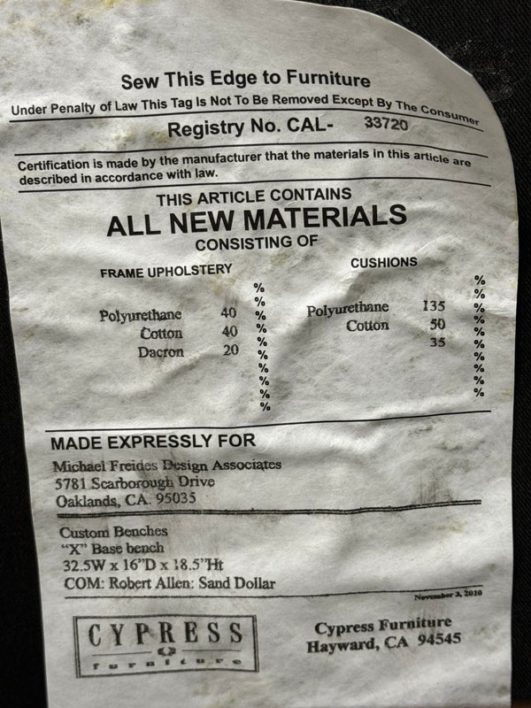 Sew This Edge to Furniture
Under Penalty of Law This Tag Is Not To Be Removed Except By The Consumer
Registry No. CAL- 33720
Certification is made by the manufacturer that the materials in this article are
described in accordance with law.
THIS ARTICLE CONTAINS
ALL NEW MATERIALS
CONSISTING OF
FRAME UPHOLSTERY
%
%
Polyurethane 40 %
Cotton 40 %
Dacron 20 %
%
%
%
%
CUSHIONS
%
%
Polyurethane 135 %
Cotton 50 %
35 %
%
%
%
%
MADE EXPRESSLY FOR
Michael Freides Design Associates
5781 Scarborough Drive
Oaklands, CA. 95035
Custom Benches
“X” Base bench
32.5W x 16”D x 18.5”Ht
COM: Robert Allen: Sand Dollar
November 3, 2010
CYPRESS
furniture
Cypress Furniture
Hayward, CA 94545